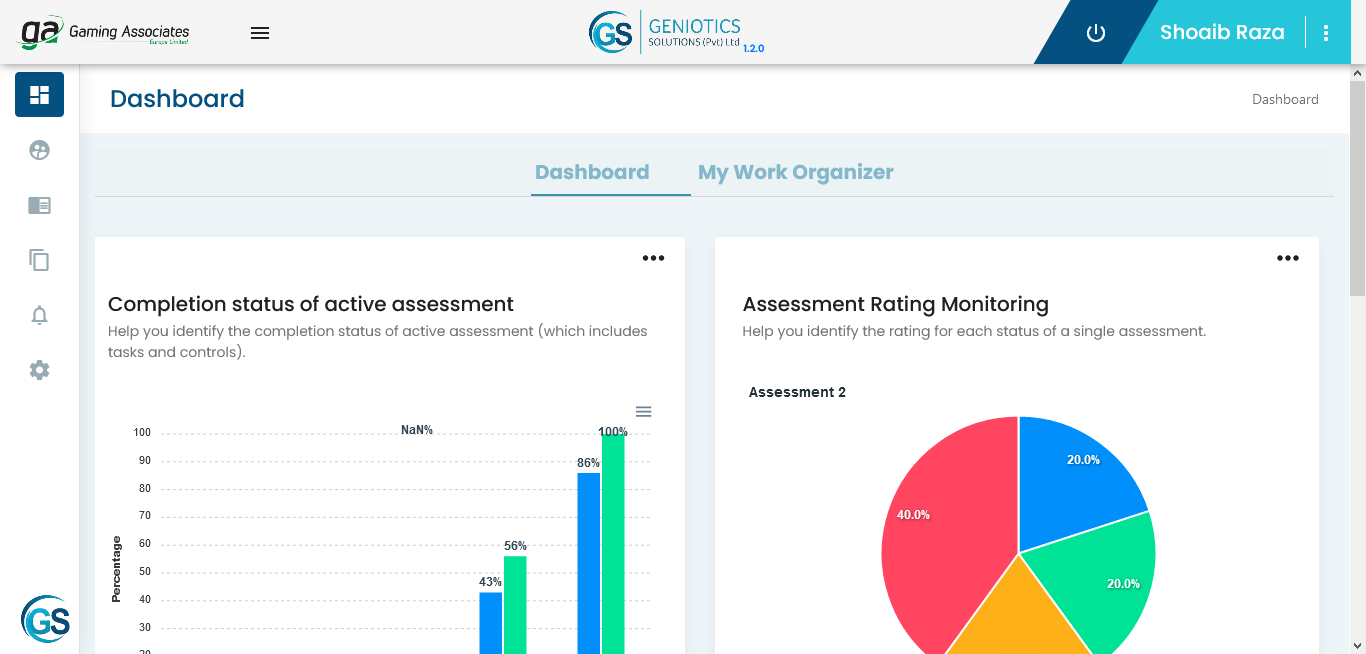 ga Gaming Associates
Europe Limited
GS GENIOTICS
SOLUTIONS (Pvt) Ltd 1.2.0
Shoaib Raza
Dashboard
Dashboard
Dashboard
My Work Organizer
Completion status of active assessment
Help you identify the completion status of active assessment (which includes
tasks and controls).
100
90
80
70
60
50
40
30
20
Percentage
NaN%
43%
56%
86%
100%
Assessment Rating Monitoring
Help you identify the rating for each status of a single assessment.
Assessment 2
20.0%
40.0%
20.0%
GS